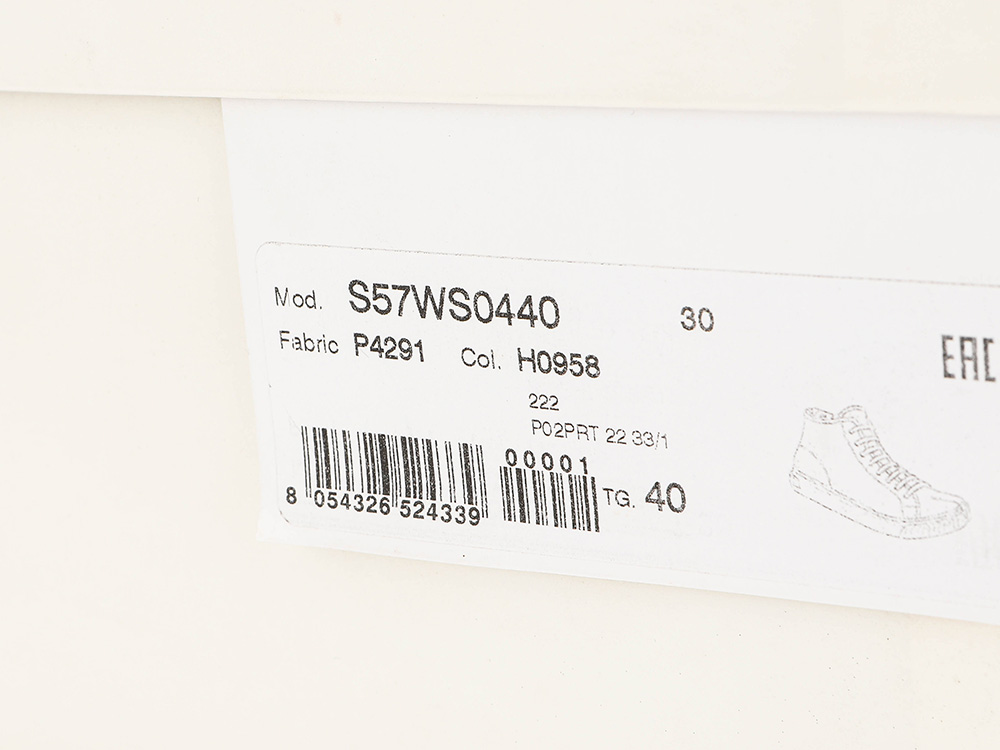 Mod. S57WS0440 30
Fabric P4291 Col. H0958
EAC
222
P02PRT 22 33/1
00001
8 054326 524339
TG. 40